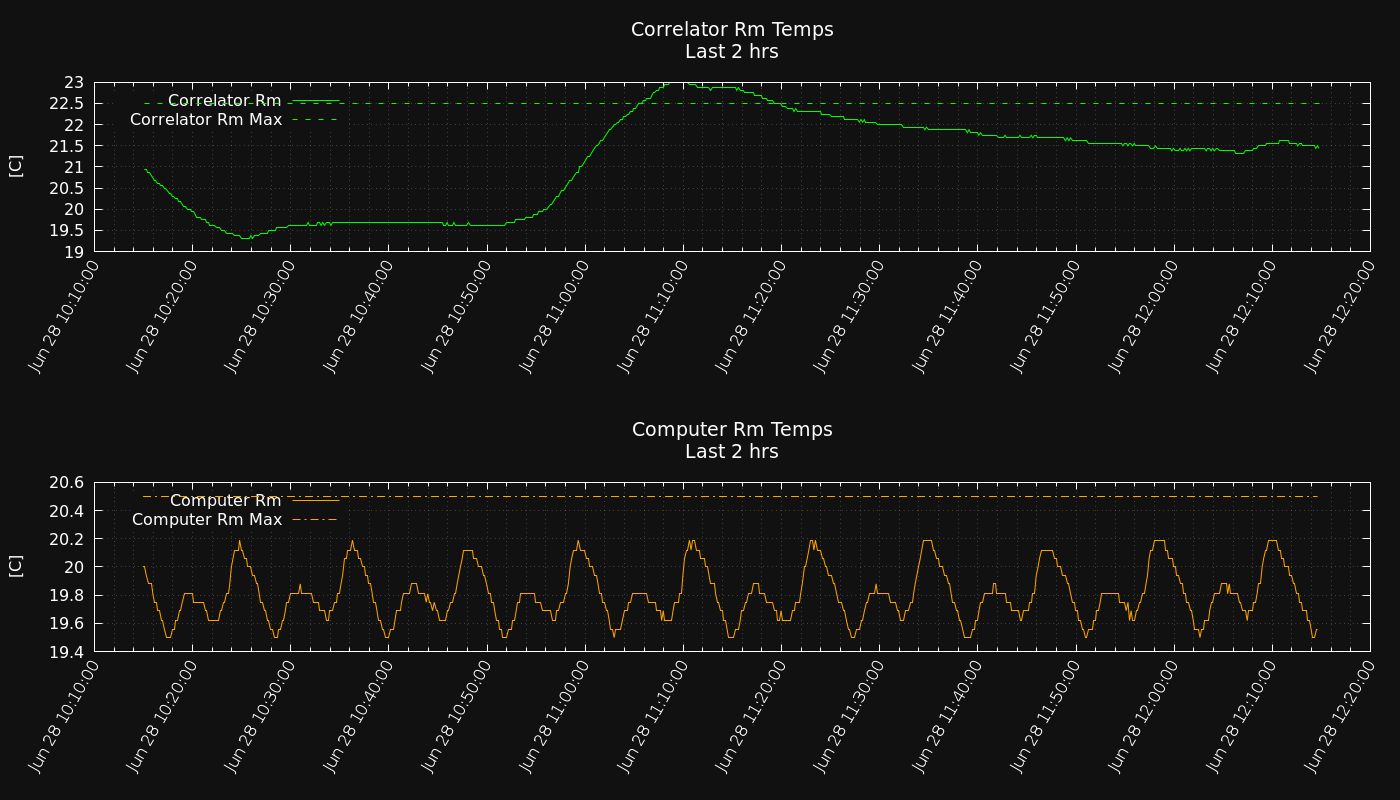 Correlator Rm Temps
Last 2 hrs
[C]
23
22.5
22
21.5
21
20.5
20
19.5
19
Correlator Rm
Correlator Rm Max
Jun 28 10:10:00
Jun 28 10:20:00
Jun 28 10:30:00
Jun 28 10:40:00
Jun 28 10:50:00
Jun 28 11:00:00
Jun 28 11:10:00
Jun 28 11:20:00
Jun 28 11:30:00
Jun 28 11:40:00
Jun 28 11:50:00
Jun 28 12:00:00
Jun 28 12:10:00
Jun 28 12:20:00
Computer Rm Temps
Last 2 hrs
[C]
20.6
20.4
20.2
20
19.8
19.6
19.4
Computer Rm
Computer Rm Max
Jun 28 10:10:00
Jun 28 10:20:00
Jun 28 10:30:00
Jun 28 10:40:00
Jun 28 10:50:00
Jun 28 11:00:00
Jun 28 11:10:00
Jun 28 11:20:00
Jun 28 11:30:00
Jun 28 11:40:00
Jun 28 11:50:00
Jun 28 12:00:00
Jun 28 12:10:00
Jun 28 12:20:00